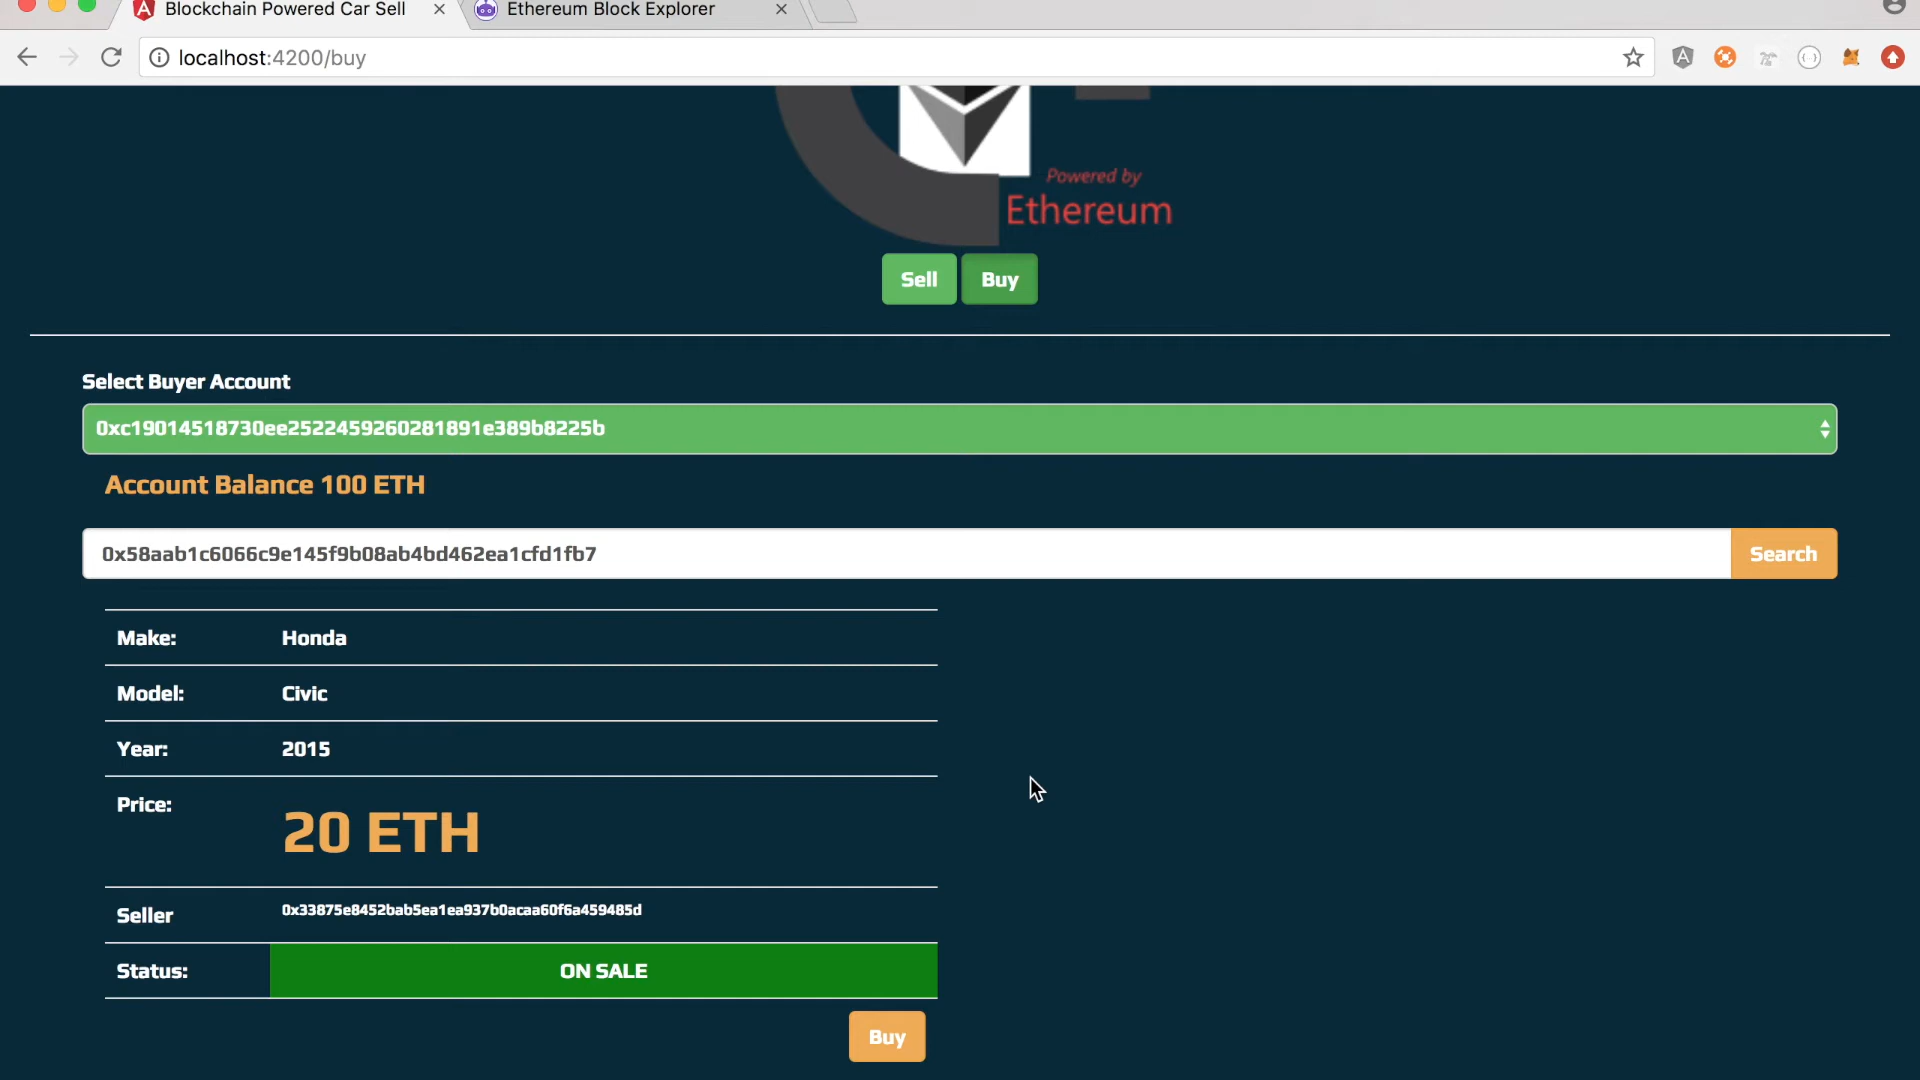 Blockchain Powered Car Sell
Ethereum Block Explorer
localhost:4200/buy
Powered by
Ethereum
Sell Buy
Select Buyer Account
0xc19014518730ee2522459260281891e389b8225b
Account Balance 100 ETH
0x58aab1c6066c9e145f9b08ab4bd462ea1cfd1fb7 Search
Make: Honda
Model: Civic
Year: 2015
Price: 20 ETH
Seller 0x33875e8452bab5ea1ea937b0acaa60f6a459485d
Status: ON SALE
Buy